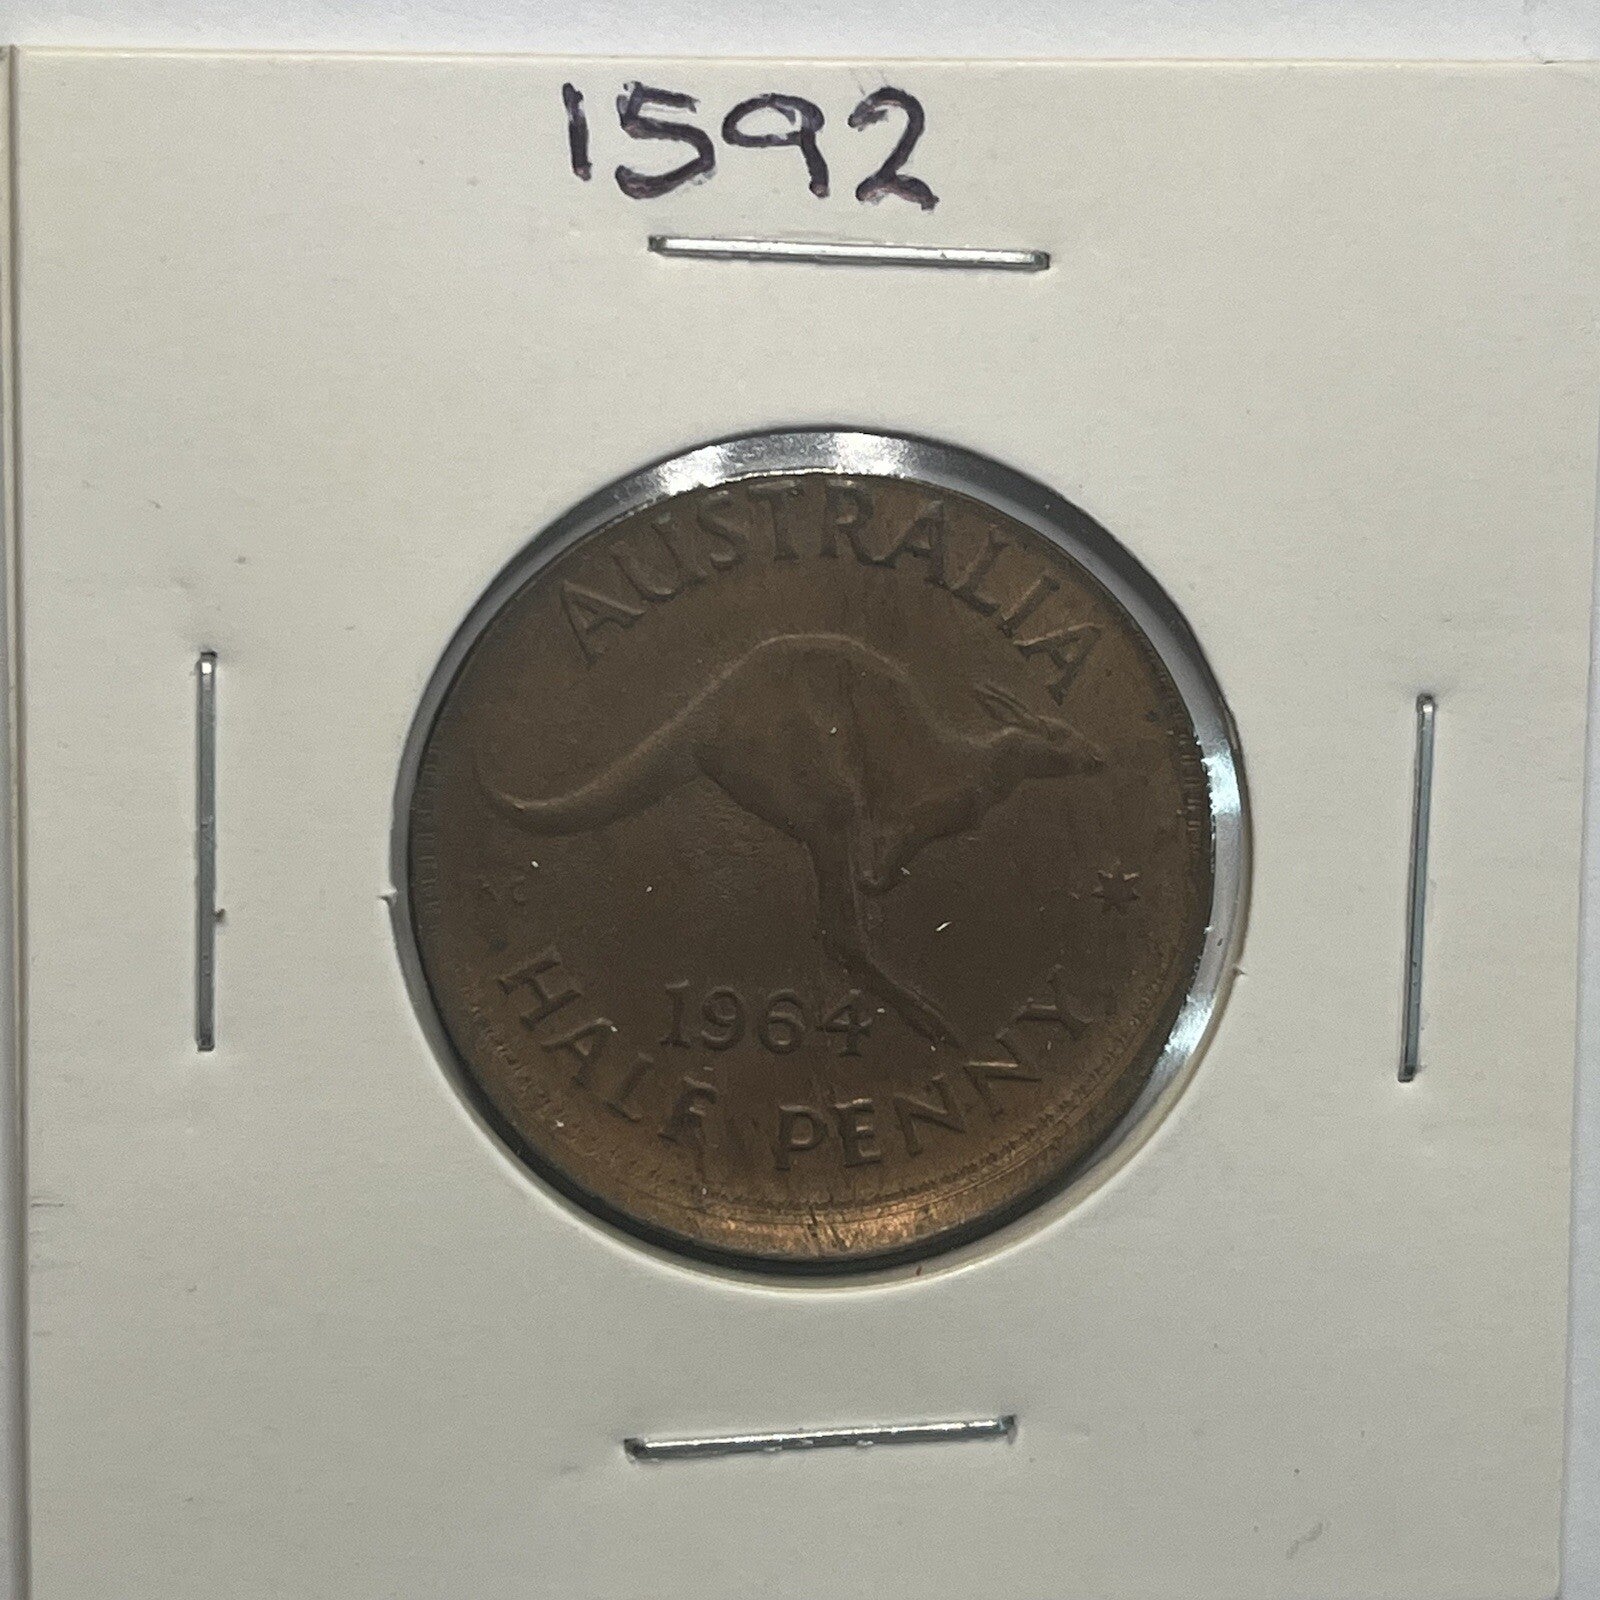 1592
AUSTRALIA
1964
HALF PENNY.